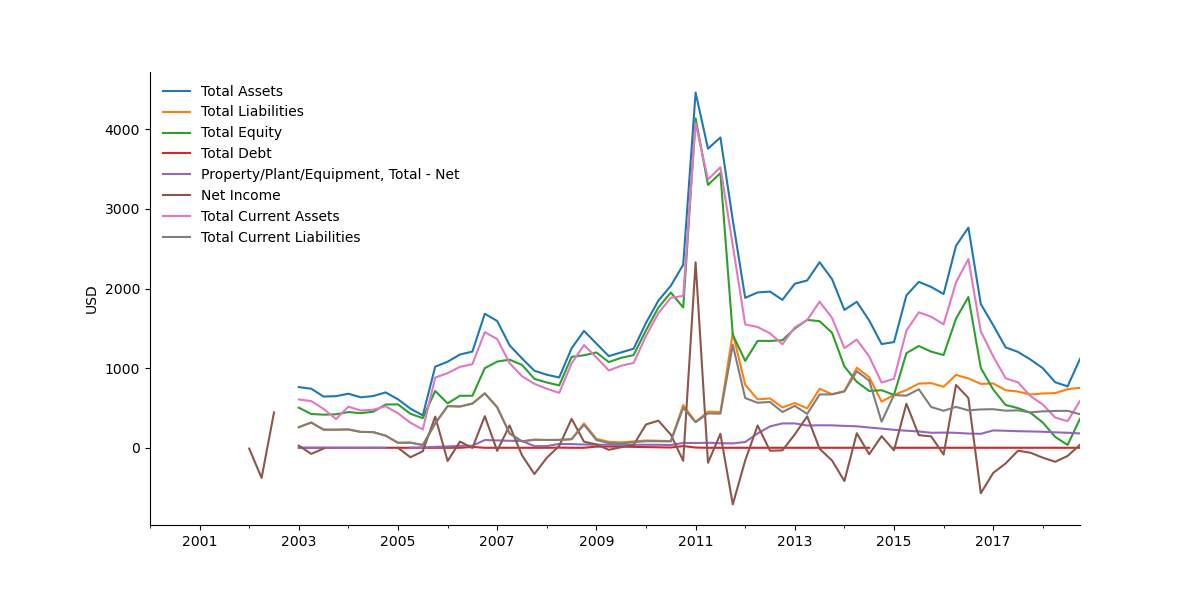 Total Assets
Total Liabilities
Total Equity
Total Debt
Property/Plant/Equipment, Total - Net
Net Income
Total Current Assets
Total Current Liabilities
USD
4000
3000
2000
1000
0
2001 2003 2005 2007 2009 2011 2013 2015 2017